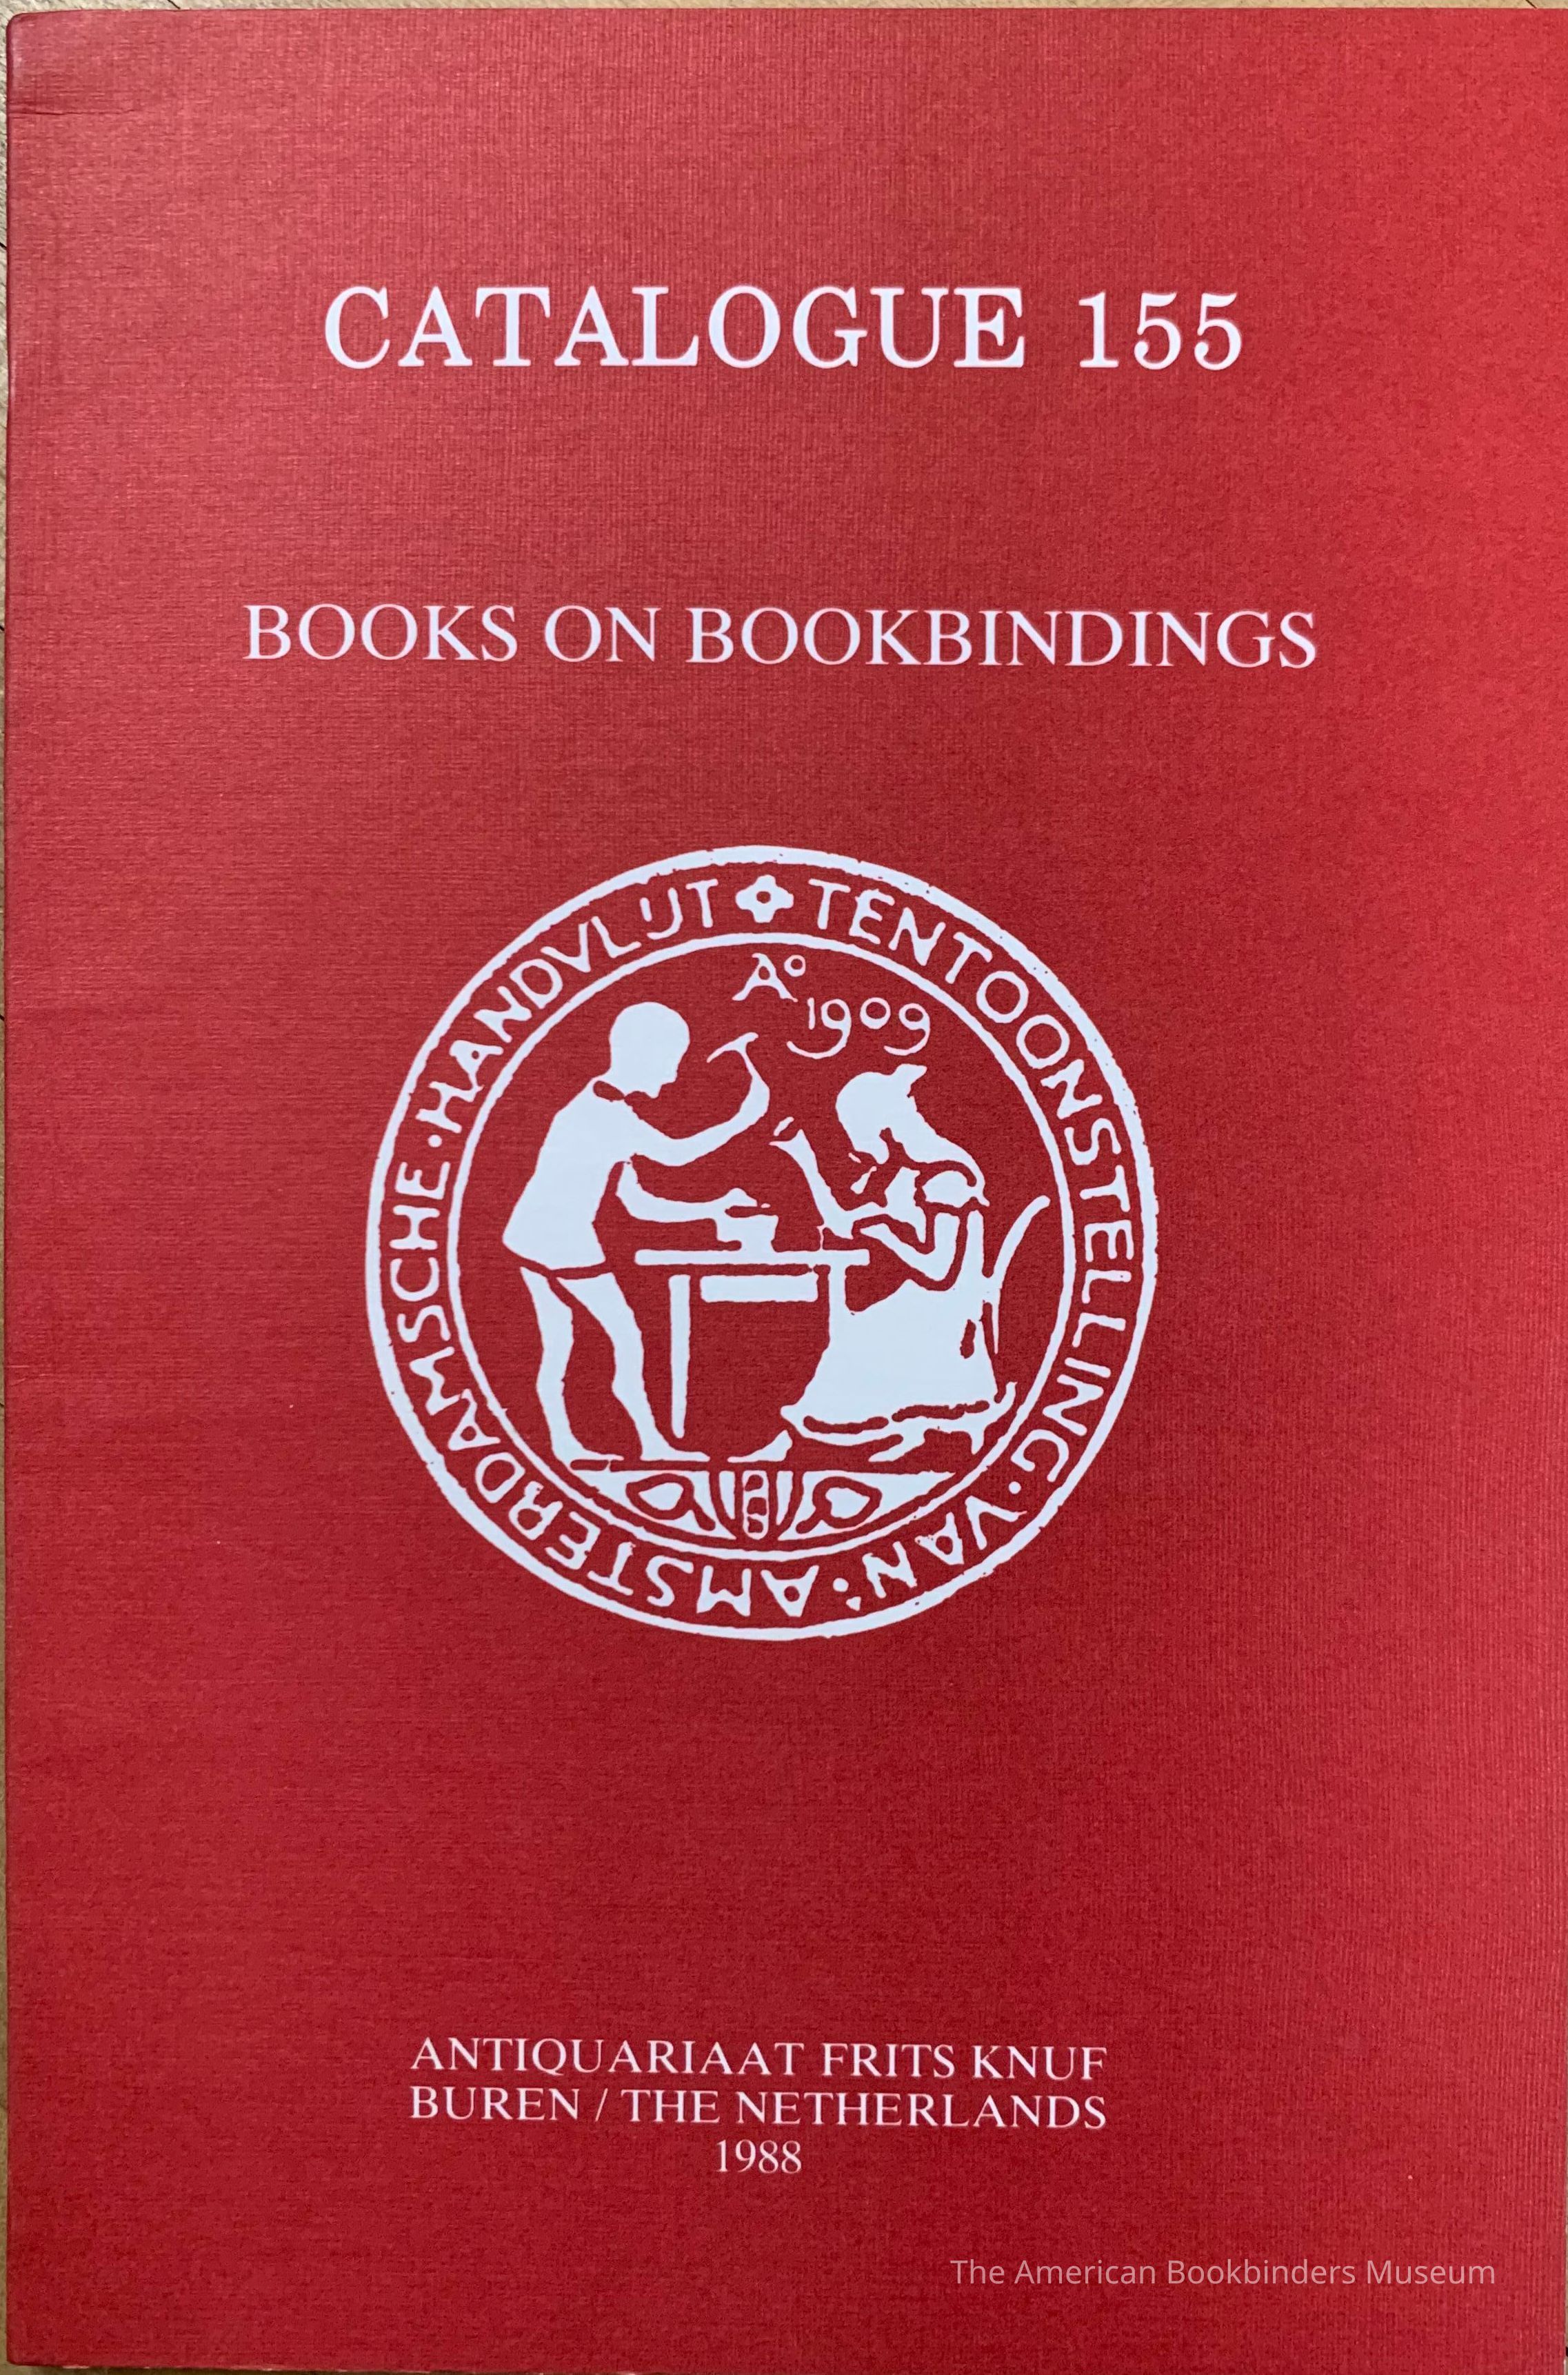 CATALOGUE 155
BOOKS ON BOOKBINDINGS
TENTOONSTELLING · VAN: AMSTERDAMSCHE · HANDVLIJT
Aº
1909
ANTIQUARIAAT FRITS KNUF
BUREN / THE NETHERLANDS
1988
The American Bookbinders Museum